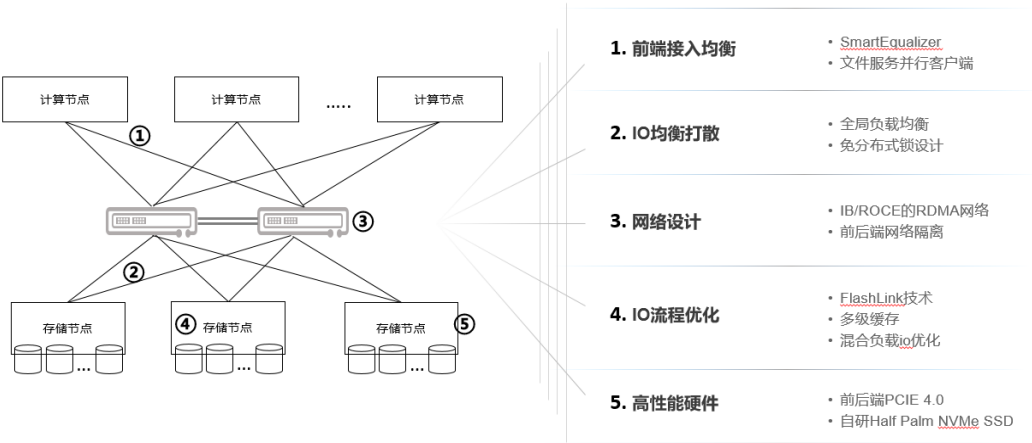 计算节点
计算节点
.....
计算节点
①
③
②
存储节点
④ 存储节点
存储节点 ⑤
...
...
...
1. 前端接入均衡
• SmartEqualizer
• 文件服务并行客户端
2. IO均衡打散
• 全局负载均衡
• 免分布式锁设计
3. 网络设计
• IB/ROCE的RDMA网络
• 前后端网络隔离
4. IO流程优化
• FlashLink技术
• 多级缓存
• 混合负载io优化
5. 高性能硬件
• 前后端PCIE 4.0
• 自研Half Palm NVMe SSD